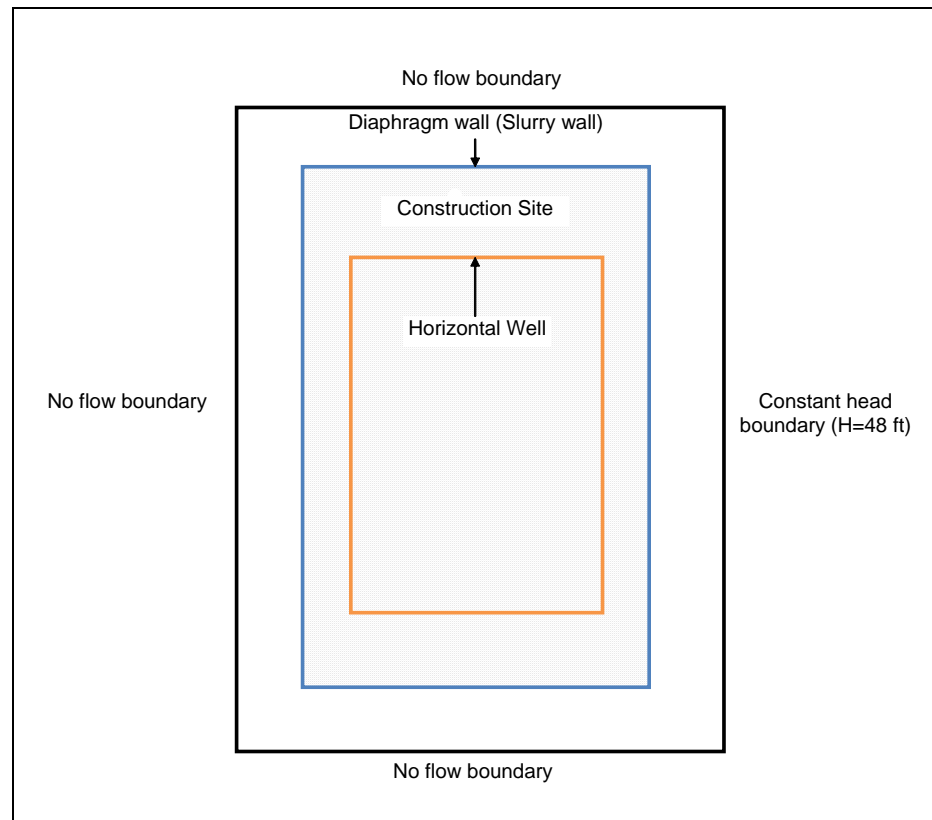 No flow boundary
Diaphragm wall (Slurry wall)
Construction Site
Horizontal Well
No flow boundary
Constant head
boundary (H=48 ft)
No flow boundary